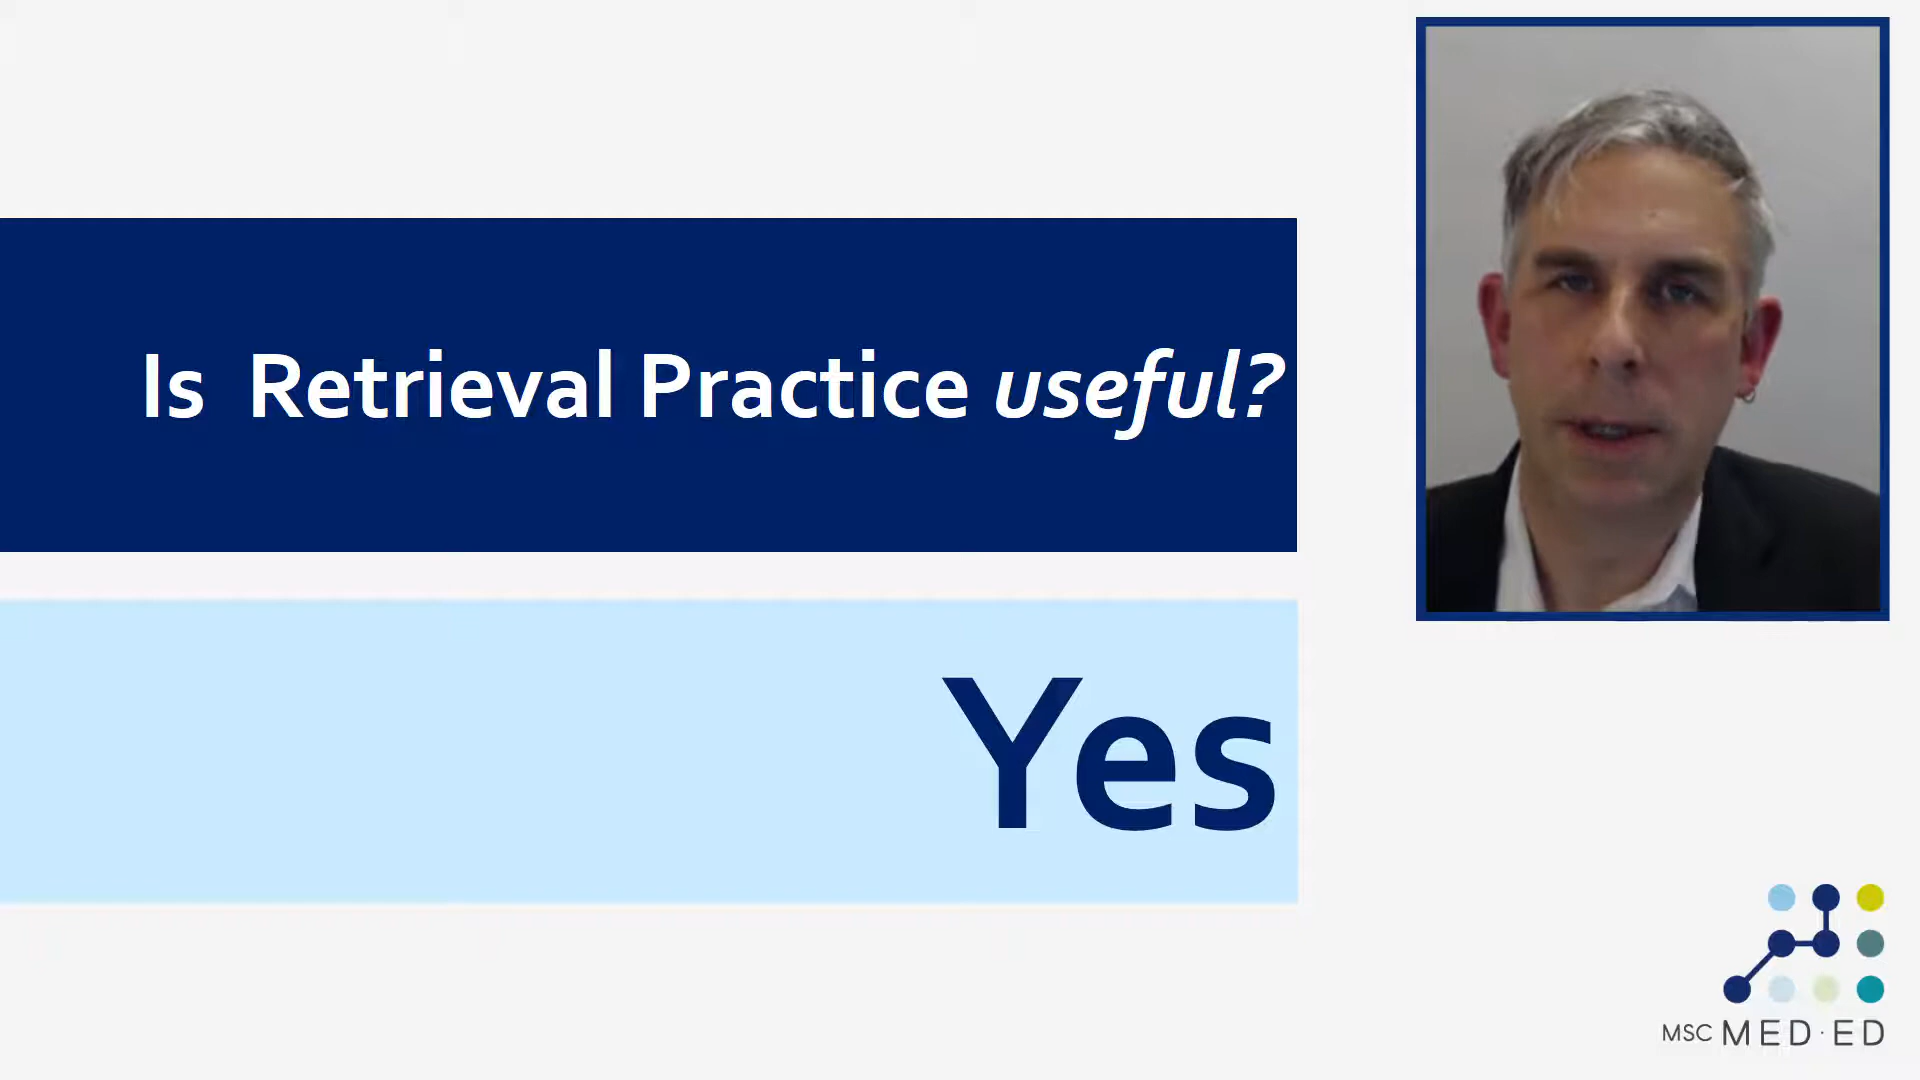 Is  Retrieval Practice useful?
Yes
MSC MED·ED